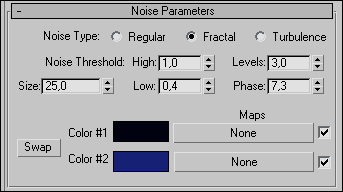 - Noise Parameters
Noise Type: Regular Fractal Turbulence
Noise Threshold: High: 1,0 Levels: 3,0
Size: 25,0 Low: 0,4 Phase: 7,3
Maps
Color #1 None
Swap
Color #2 None